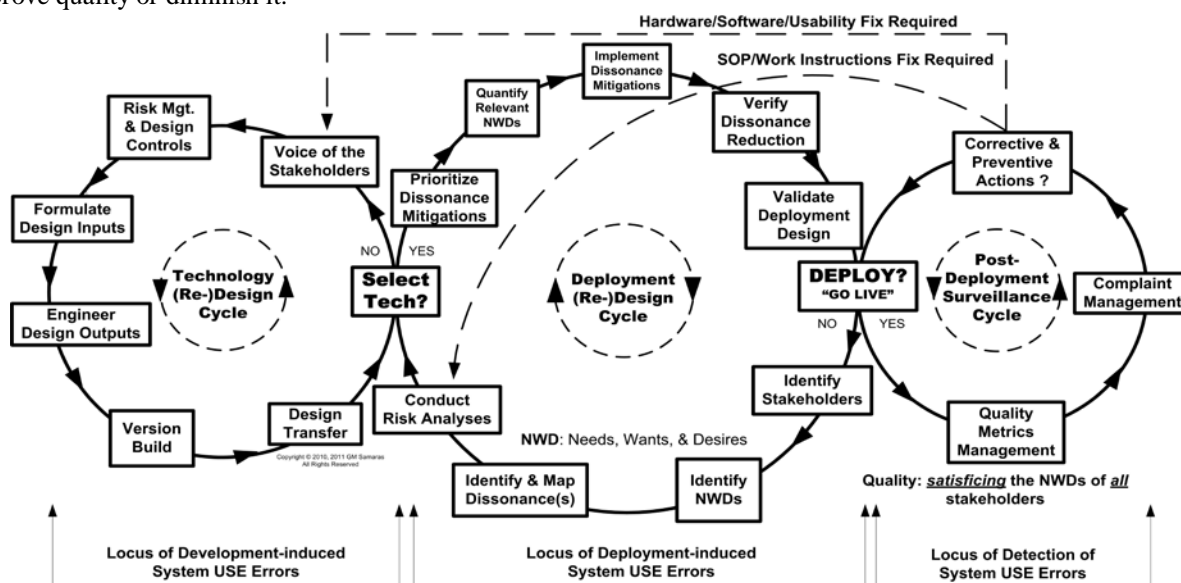 prove quality or diminish it.
Hardware/Software/Usability Fix Required
SOP/Work Instructions Fix Required
Risk Mgt.
& Design
Controls
Voice of the
Stakeholders
Formulate
Design Inputs
Technology
(Re-)Design
Cycle
Engineer
Design Outputs
Version
Build
Design
Transfer
Copyright © 2010, 2011 GM Samaras
All Rights Reserved
NO
YES
Select
Tech?
Prioritize
Dissonance
Mitigations
Quantify
Relevant
NWDs
Implement
Dissonance
Mitigations
Verify
Dissonance
Reduction
Validate
Deployment
Design
Deployment
(Re-)Design
Cycle
Conduct
Risk Analyses
NWD: Needs, Wants, & Desires
Identify & Map
Dissonance(s)
Identify
NWDs
Identify
Stakeholders
DEPLOY?
“GO LIVE”
NO
YES
Corrective &
Preventive
Actions ?
Post-
Deployment
Surveillance
Cycle
Complaint
Management
Quality
Metrics
Management
Quality: satisficing the NWDs of all
stakeholders
Locus of Development-induced
System USE Errors
Locus of Deployment-induced
System USE Errors
Locus of Detection of
System USE Errors